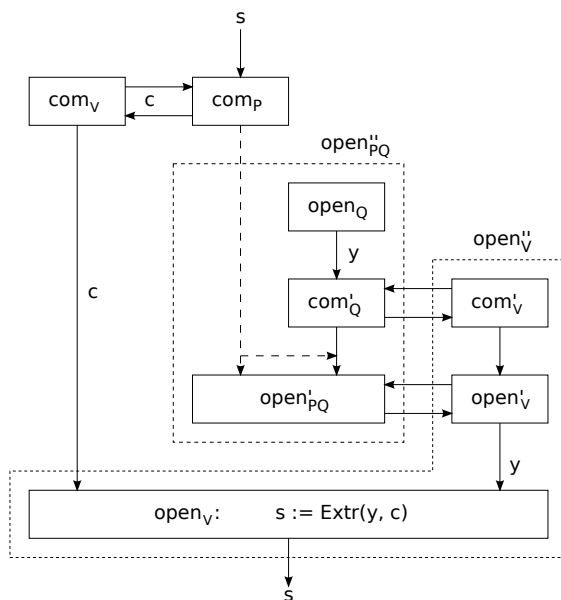 s
com_V
c
com_P
open''_PQ
open_Q
y
open''_V
com'_Q
com'_V
c
open'_PQ
open'_V
y
open_V: s := Extr(y, c)
s